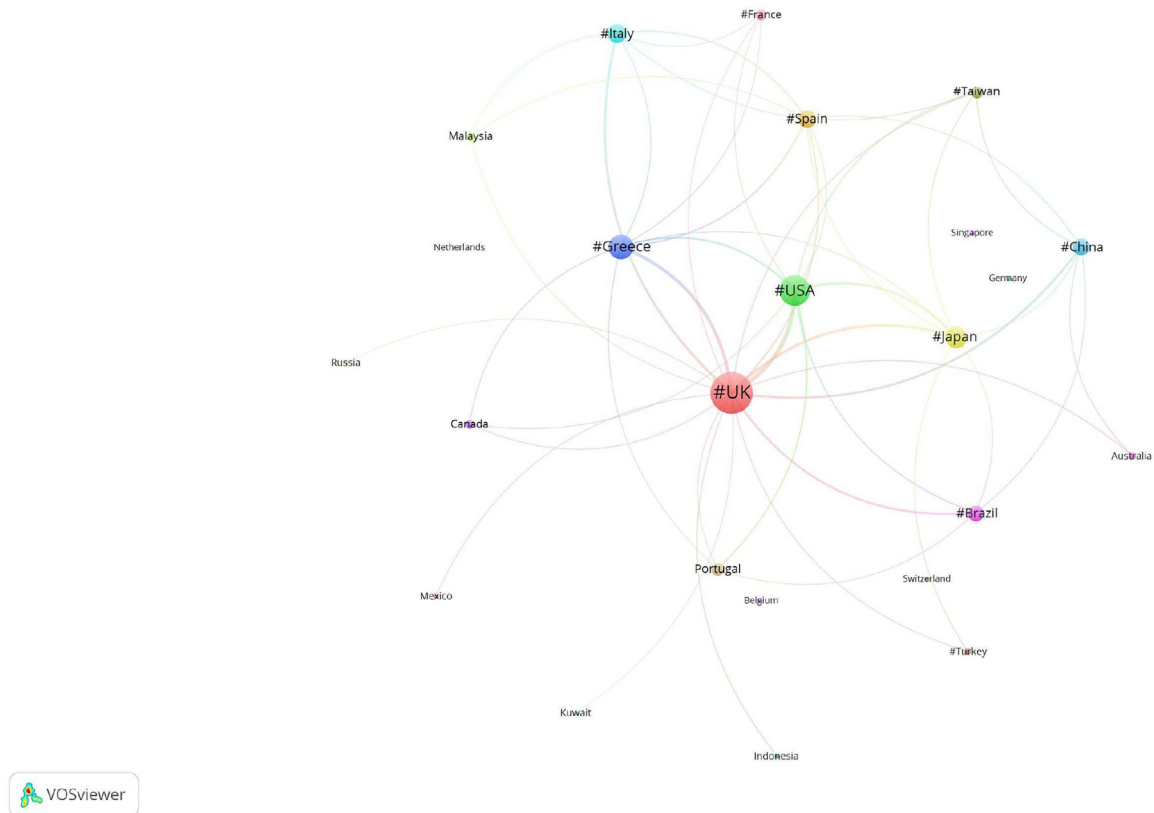 #France
#Italy
#Taiwan
#Spain
Malaysia
Singapore
Netherlands
#Greece
#China
Germany
#USA
#Japan
Russia
#UK
Canada
Australia
#Brazil
Portugal
Switzerland
Mexico
Belgium
#Turkey
Kuwait
Indonesia
VOSviewer